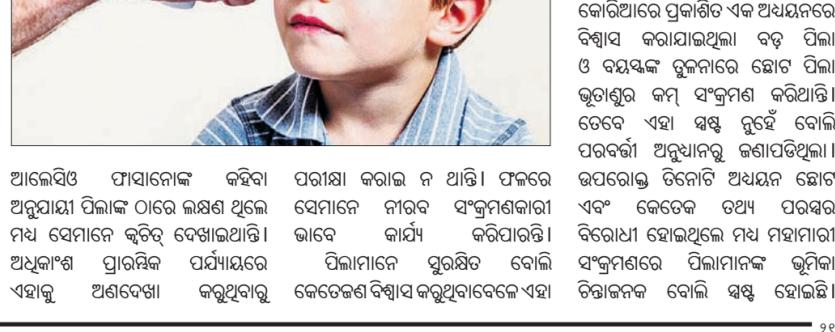 ଆଲେସିଓ ଫାସାନୋଙ୍କ କହିବା
ଅନୁଯାୟୀ ପିଲାଙ୍କ ଠାରେ ଲକ୍ଷଣ ଥିଲେ
ମଧ୍ୟ ସେମାନେ କ୍ୱଚିତ୍ ଦେଖାଇଥାନ୍ତି।
ଅଧିକାଂଶ ପ୍ରାରମ୍ଭିକ ପର୍ଯ୍ୟାୟରେ
ଏହାକୁ ଅଣଦେଖା କରୁଥିବାରୁ
ପରୀକ୍ଷା କରାଇ ନ ଥାନ୍ତି। ଫଳରେ
ସେମାନେ ନୀରବ ସଂକ୍ରମଣକାରୀ
ଭାବେ କାର୍ଯ୍ୟ କରିପାରନ୍ତି।
ପିଲାମାନେ ସୁରକ୍ଷିତ ବୋଲି
କେତେଜଣ ବିଶ୍ୱାସ କରୁଥିବାବେଳେ ଏହା
କୋରିଆରେ ପ୍ରକାଶିତ ଏକ ଅଧ୍ୟୟନରେ
ବିଶ୍ୱାସ କରାଯାଇଥିଲା ବଡ଼ ପିଲା
ଓ ବୟସ୍କଙ୍କ ତୁଳନାରେ ଛୋଟ ପିଲା
ଭୂତାଣୁର କମ୍ ସଂକ୍ରମଣ କରିଥାନ୍ତି।
ତେବେ ଏହା ସ୍ପଷ୍ଟ ନୁହେଁ ବୋଲି
ପରବର୍ତ୍ତୀ ଅନୁଧ୍ୟାନରୁ ଜଣାପଡିଥିଲା।
ଉପରୋକ୍ତ ତିନୋଟି ଅଧ୍ୟୟନ ଛୋଟ
ଏବଂ କେତେକ ତଥ୍ୟ ପରସ୍ପର
ବିରୋଧୀ ହୋଇଥିଲେ ମଧ୍ୟ ମହାମାରୀ
ସଂକ୍ରମଣରେ ପିଲାମାନଙ୍କ ଭୂମିକା
ଚିନ୍ତାଜନକ ବୋଲି ସ୍ପଷ୍ଟ ହୋଇଛି।
୨୧